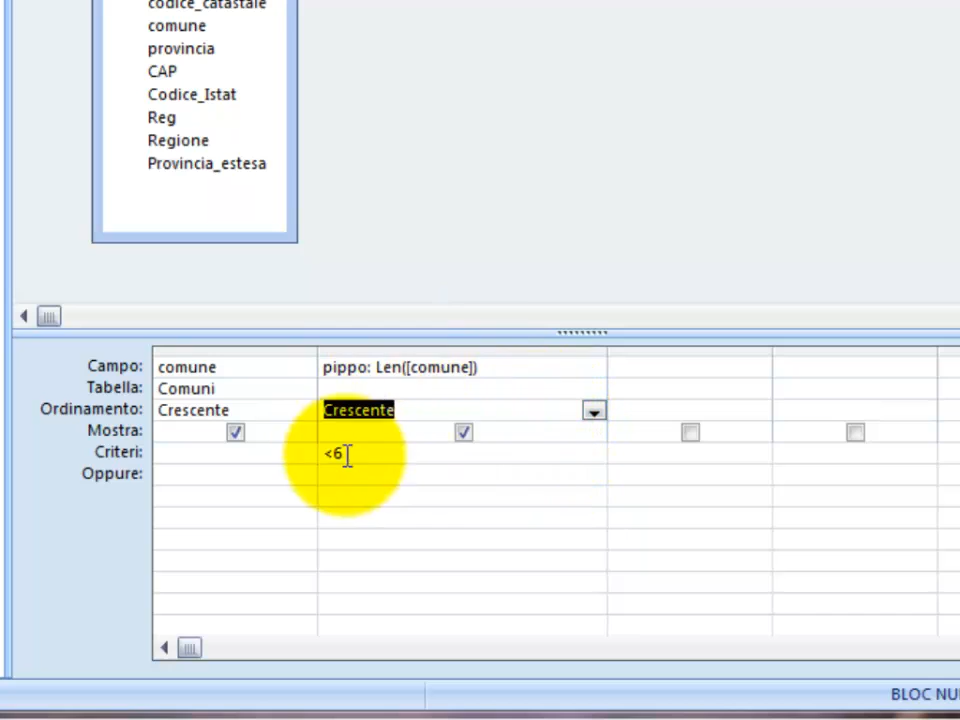 codice_catastale
comune
provincia
CAP
Codice_Istat
Reg
Regione
Provincia_estesa
Campo: comune pippo: Len([comune])
Tabella: Comuni
Ordinamento: Crescente Crescente
Mostra:
Criteri: <6
Oppure:
BLOC NU